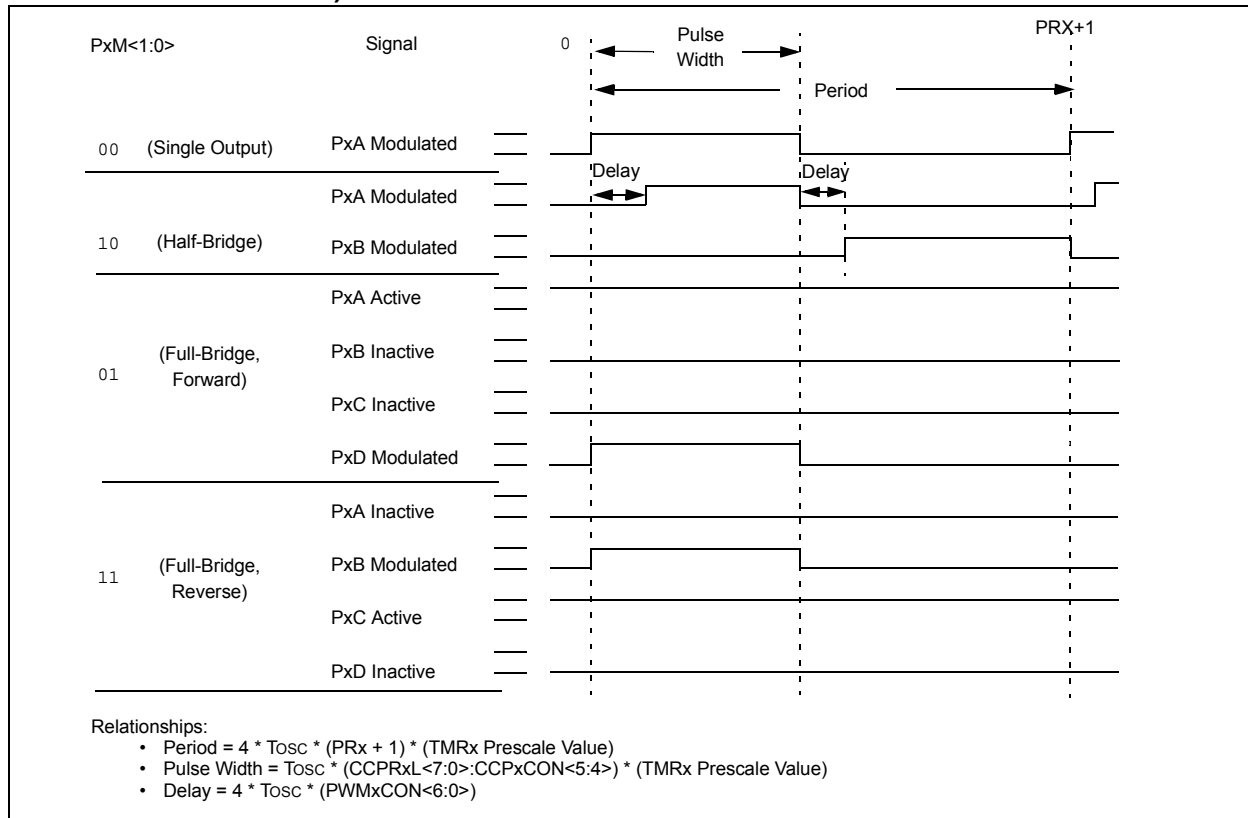 PxM<1:0>
Signal
0
Pulse
Width
PRX+1
Period
00
(Single Output)
PxA Modulated
Delay
Delay
PxA Modulated
10
(Half-Bridge)
PxB Modulated
PxA Active
01
(Full-Bridge,
Forward)
PxB Inactive
PxC Inactive
PxD Modulated
PxA Inactive
11
(Full-Bridge,
Reverse)
PxB Modulated
PxC Active
PxD Inactive
Relationships:
• Period = 4 * TOSC * (PRx + 1) * (TMRx Prescale Value)
• Pulse Width = TOSC * (CCPRxL<7:0>:CCPxCON<5:4>) * (TMRx Prescale Value)
• Delay = 4 * TOSC * (PWMxCON<6:0>)